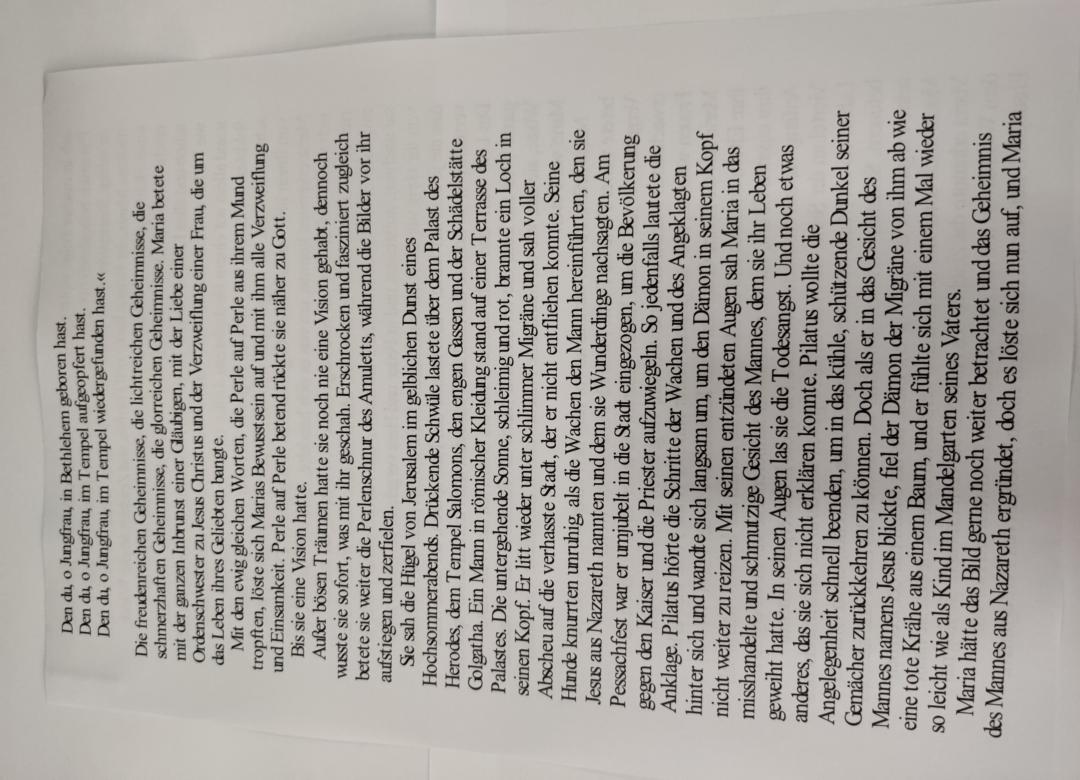 Den du, o Jungfrau, in Bethlehem geboren hast.
Den du, o Jungfrau, im Tempel aufgeopfert hast.
Den du, o Jungfrau, im Tempel wiedergefunden hast.«
Die freudenreichen Geheimnisse, die lichtreichen Geheimnisse, die
schmerzhaften Geheimnisse, die glorreichen Geheimnisse. Maria betete
mit der ganzen Inbrunst einer Gläubigen, mit der Liebe einer
Ordensschwester zu Jesus Christus und der Verzweiflung einer Frau, die um
das Leben ihres Geliebten bangte.
Mit den ewig gleichen Worten, die Perle auf Perle aus ihrem Mund
tropften, löste sich Marias Bewusstsein auf und mit ihm alle Verzweiflung
und Einsamkeit. Perle auf Perle betend rückte sie näher zu Gott.
Bis sie eine Vision hatte.
Außer bösen Träumen hatte sie noch nie eine Vision gehabt, dennoch
wusste sie sofort, was mit ihr geschah. Erschrocken und fasziniert zugleich
betete sie weiter die Perlenschnur des Amuletts, während die Bilder vor ihr
aufstiegen und zerfielen.
Sie sah die Hügel von Jerusalem im gelblichen Dunst eines
Hochsommerabends. Drückende Schwüle lastete über dem Palast des
Herodes, dem Tempel Salomons, den engen Gassen und der Schädelstätte
Golgatha. Ein Mann in römischer Kleidung stand auf einer Terrasse des
Palastes. Die untergehende Sonne, schleimig und rot, brannte ein Loch in
seinen Kopf. Er litt wieder unter schlimmer Migräne und sah voller
Abscheu auf die verhasste Stadt, der er nicht entfliehen konnte. Seine
Hunde knurrten unruhig, als die Wachen den Mann hereinführten, den sie
Jesus aus Nazareth nannten und dem sie Wunderdinge nachsagten. Am
Pessachfest war er umjubelt in die Stadt eingezogen, um die Bevölkerung
gegen den Kaiser und die Priester aufzuwiegeln. So jedenfalls lautete die
Anklage. Pilatus hörte die Schritte der Wachen und des Angeklagten
hinter sich und wandte sich langsam um, um den Dämon in seinem Kopf
nicht weiter zu reizen. Mit seinen entzündeten Augen sah Maria in das
misshandelte und schmutzige Gesicht des Mannes, dem sie ihr Leben
geweiht hatte. In seinen Augen las sie die Todesangst. Und noch etwas
anderes, das sie sich nicht erklären konnte. Pilatus wollte die
Angelegenheit schnell beenden, um in das kühle, schützende Dunkel seiner
Gemächer zurückkehren zu können. Doch als er in das Gesicht des
Mannes namens Jesus blickte, fiel der Dämon der Migräne von ihm ab wie
eine tote Krähe aus einem Baum, und er fühlte sich mit einem Mal wieder
so leicht wie als Kind im Mandelgarten seines Vaters.
Maria hätte das Bild gerne noch weiter betrachtet und das Geheimnis
des Mannes aus Nazareth ergründet, doch es löste sich nun auf, und Maria